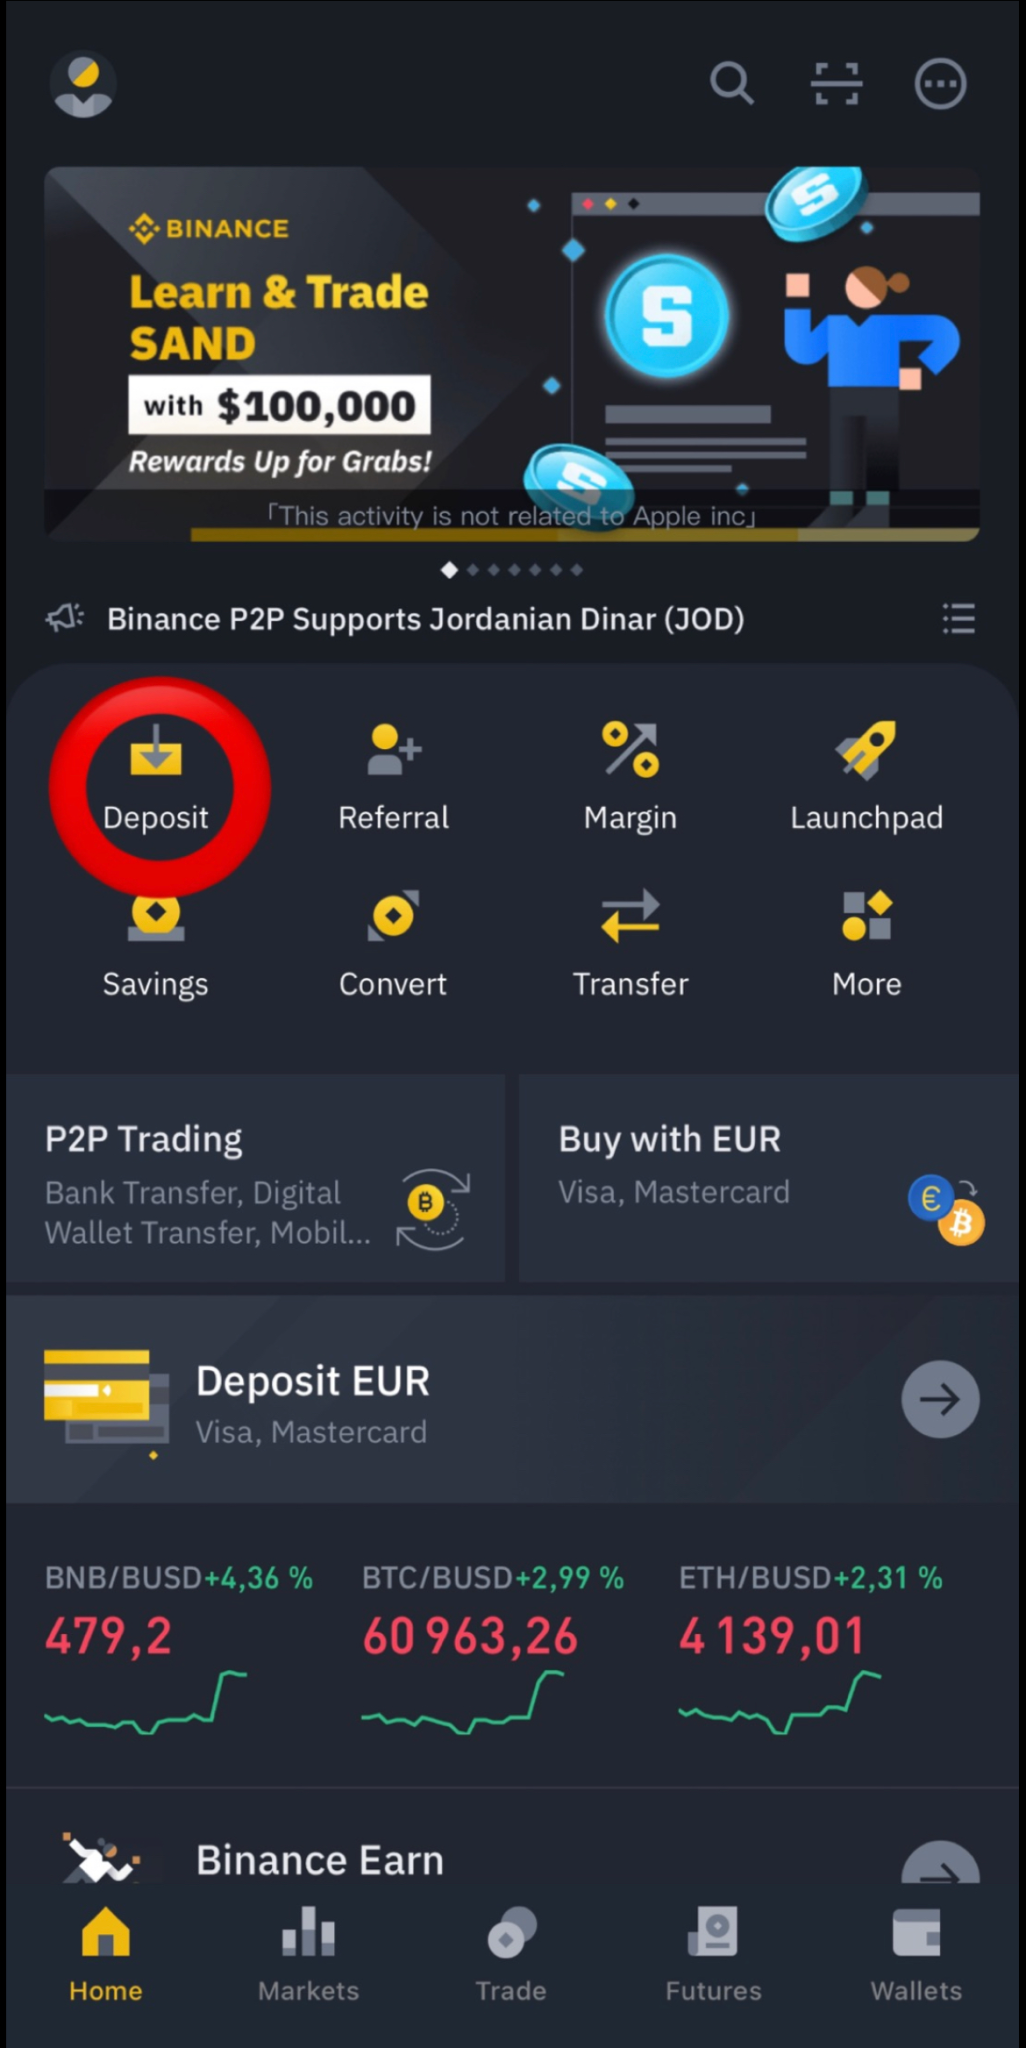 BINANCE
Learn & Trade
SAND
with $100,000
Rewards Up for Grabs!
「This activity is not related to Apple inc」
Binance P2P Supports Jordanian Dinar (JOD)
Deposit
Referral
Margin
Launchpad
Savings
Convert
Transfer
More
P2P Trading
Bank Transfer, Digital
Wallet Transfer, Mobil...
Buy with EUR
Visa, Mastercard
Deposit EUR
Visa, Mastercard
BNB/BUSD+4,36 %
479,2
BTC/BUSD+2,99 %
60 963,26
ETH/BUSD+2,31 %
4 139,01
Binance Earn
Home
Markets
Trade
Futures
Wallets